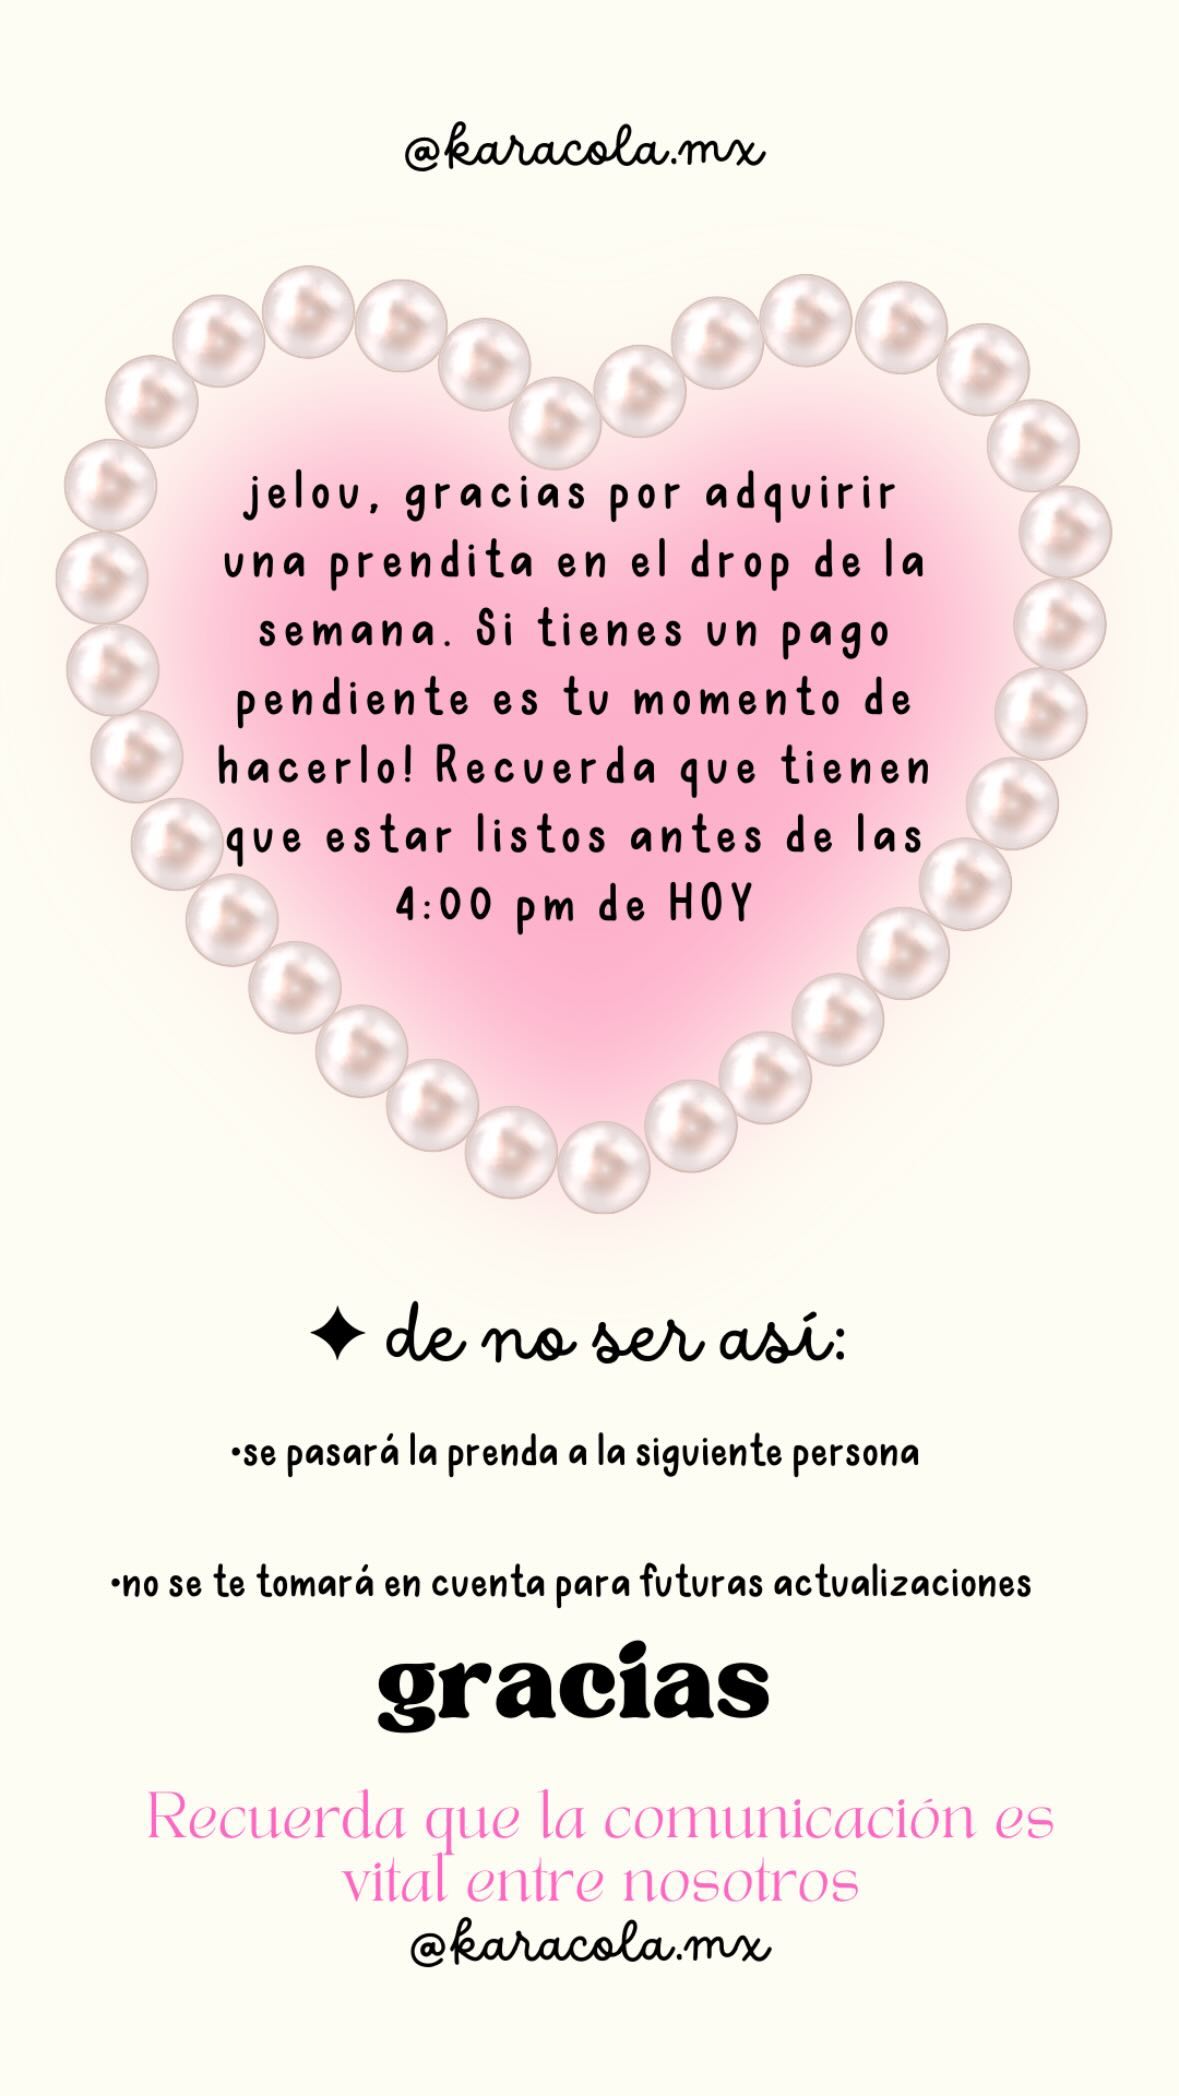 @karacola.mx
jelou, gracias por adquirir
una prendita en el drop de la
semana. Si tienes un pago
pendiente es tu momento de
hacerlo! Recuerda que tienen
que estar listos antes de las
4:00 pm de HOY
✦ de no ser así:
•se pasará la prenda a la siguiente persona
•no se te tomará en cuenta para futuras actualizaciones
gracias
Recuerda que la comunicación es
vital entre nosotros
@karacola.mx